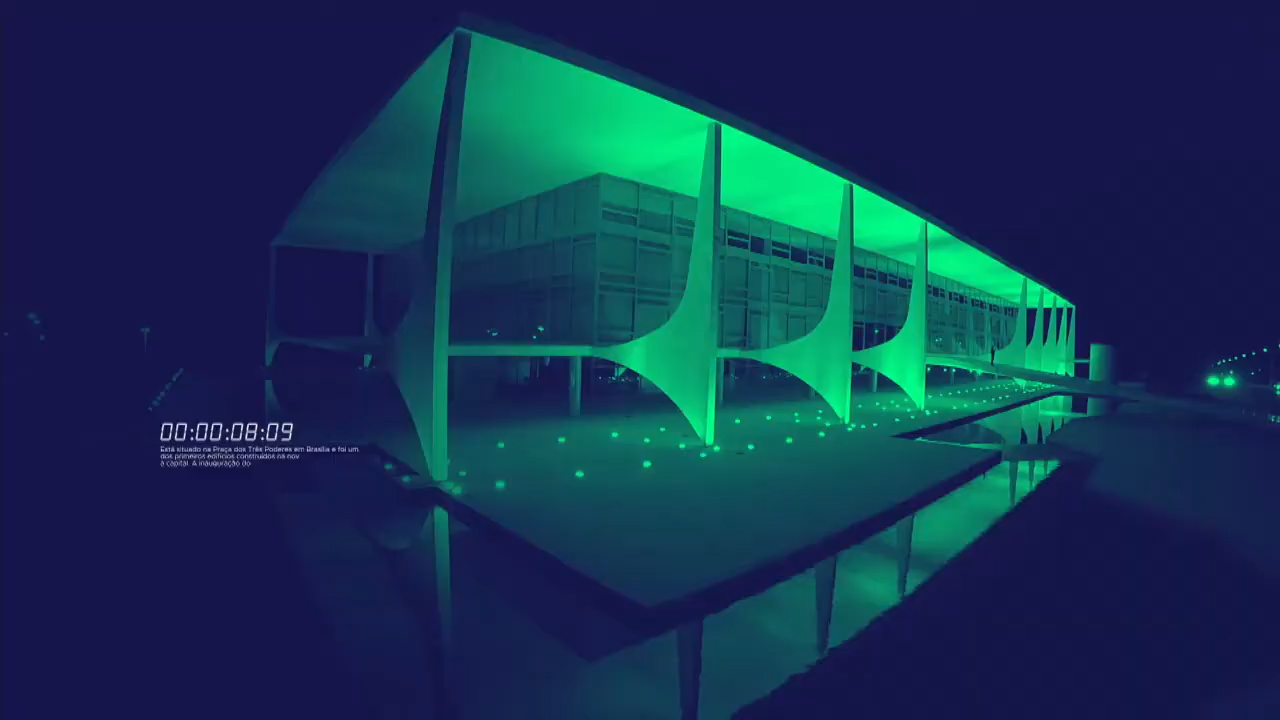 00:00:08:09
Está situado na Praça dos Três Poderes em Brasília e foi um
dos primeiros edifícios construídos na nov
a capital. A inauguração do